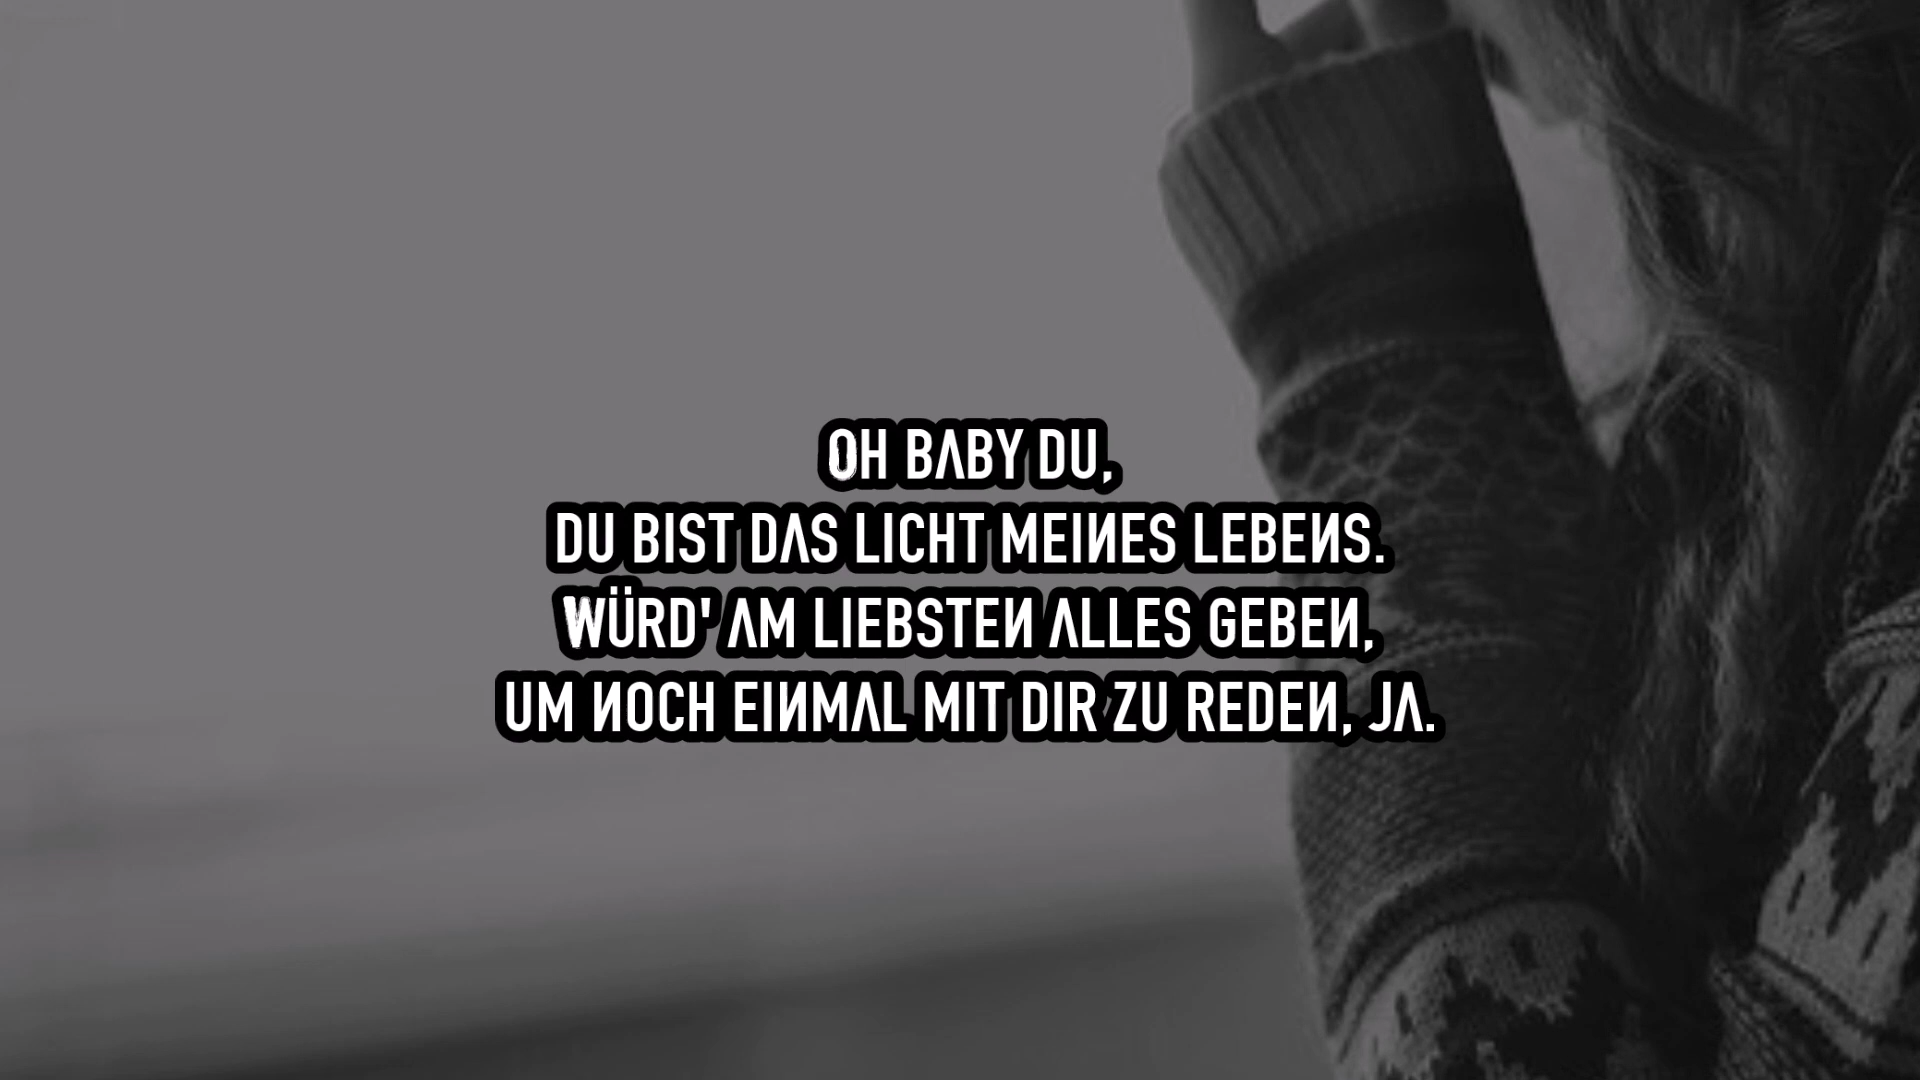 OH BABY DU,
DU BIST DAS LICHT MEINES LEBENS.
WÜRD' AM LIEBSTEN ALLES GEBEN,
UM NOCH EINMAL MIT DIR ZU REDEN, JA.